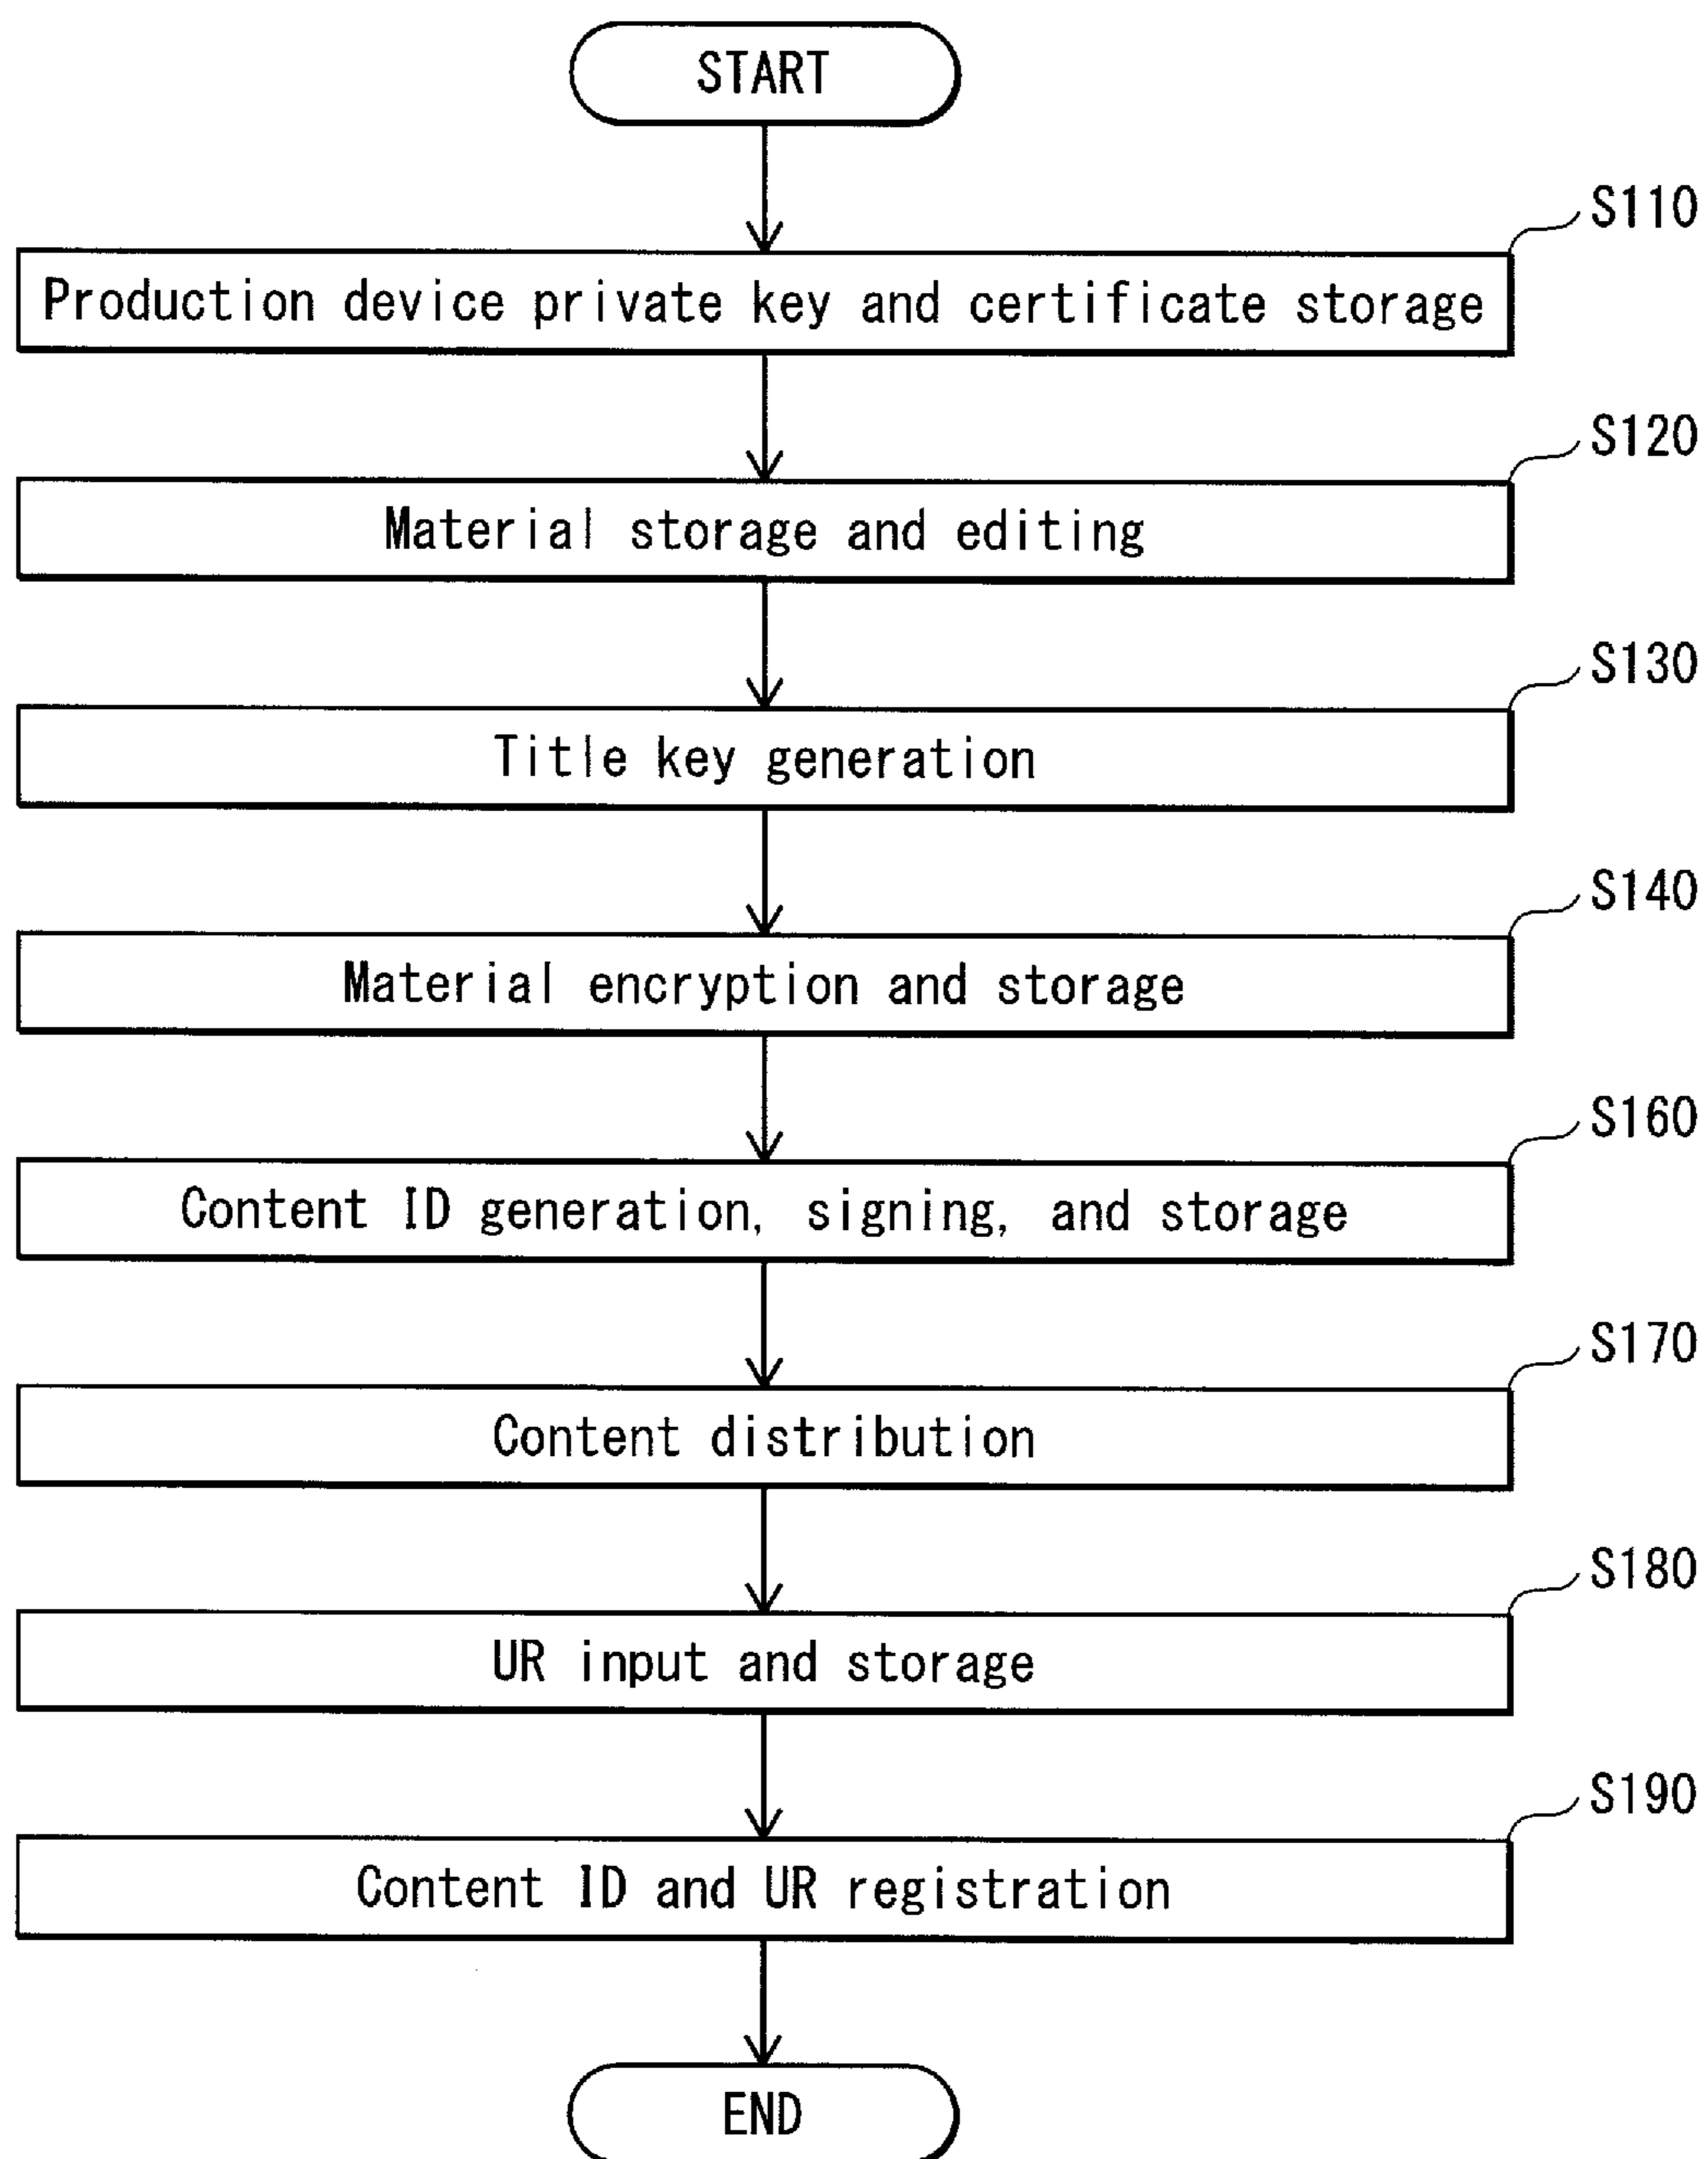 START
S110
Production device private key and certificate storage
S120
Material storage and editing
S130
Title key generation
S140
Material encryption and storage
S160
Content ID generation, signing, and storage
S170
Content distribution
S180
UR input and storage
S190
Content ID and UR registration
END